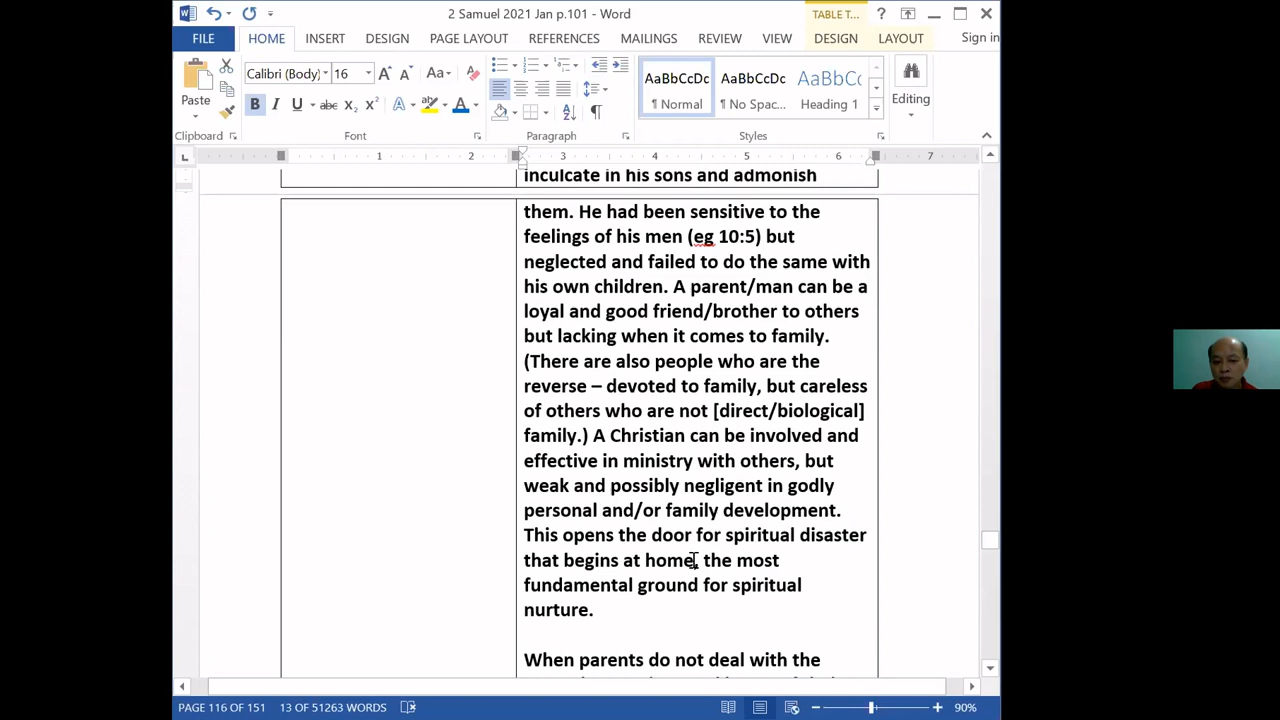 2 Samuel 2021 Jan p.101 - Word
TABLE T...
?
FILE
HOME
INSERT
DESIGN
PAGE LAYOUT
REFERENCES
MAILINGS
REVIEW
VIEW
DESIGN
LAYOUT
Sign in
Paste
Calibri (Body)
16
Clipboard
Font
Paragraph
AaBbCcDc
¶ Normal
AaBbCcDc
¶ No Spac...
AaBbCc
Heading 1
Styles
Editing
1 2 3 4 5 6 7
inculcate in his sons and admonish
them. He had been sensitive to the
feelings of his men (eg 10:5) but
neglected and failed to do the same with
his own children. A parent/man can be a
loyal and good friend/brother to others
but lacking when it comes to family.
(There are also people who are the
reverse – devoted to family, but careless
of others who are not [direct/biological]
family.) A Christian can be involved and
effective in ministry with others, but
weak and possibly negligent in godly
personal and/or family development.
This opens the door for spiritual disaster
that begins at home, the most
fundamental ground for spiritual
nurture.
When parents do not deal with the
PAGE 116 OF 151
13 OF 51263 WORDS
90%